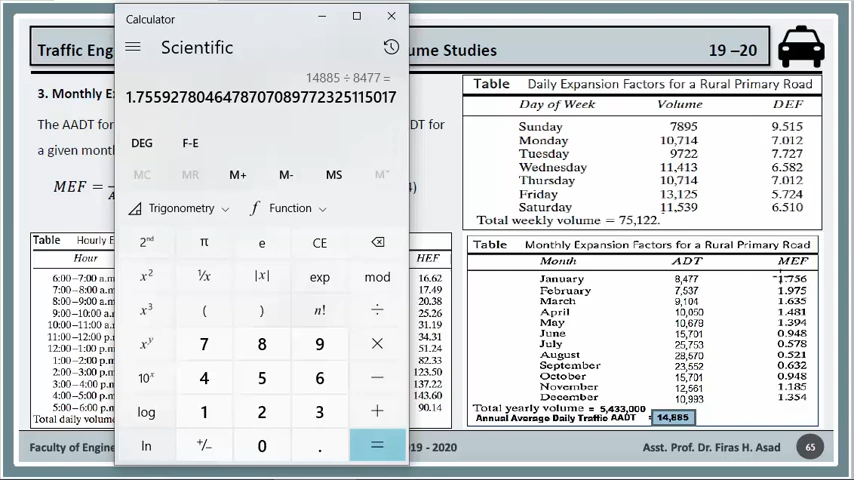 Calculator
Scientific
14885 ÷ 8477 =
1.7559278046478707089772325115017
DEG F-E
MC MR M+ M- MS M˅
Trigonometry
Function
2nd π e CE
x² ¹/x |x| exp mod
x³ ( ) n! ÷
xʸ 7 8 9 ×
10ˣ 4 5 6 −
log 1 2 3 +
ln +/− 0 . =
Traffic Eng
ume Studies
19 –20
3. Monthly E
The AADT for
DT for
a given mont
MEF =
4)
Table Hourly E
Hour HEF
6:00–7:00 a.m 16.62
7:00–8:00 a.m 17.49
8:00–9:00 a.m 20.38
9:00–10:00 a.m 25.26
10:00–11:00 a.m 31.19
11:00–12:00 p.m 34.31
12:00–1:00 p.m 51.24
1:00–2:00 p.m 82.33
2:00–3:00 p.m 123.50
3:00–4:00 p.m 137.22
4:00–5:00 p.m 143.60
5:00–6:00 p.m 90.14
Total daily volum
Table Daily Expansion Factors for a Rural Primary Road
Day of Week Volume DEF
Sunday 7895 9.515
Monday 10,714 7.012
Tuesday 9722 7.727
Wednesday 11,413 6.582
Thursday 10,714 7.012
Friday 13,125 5.724
Saturday 11,539 6.510
Total weekly volume = 75,122.
Table Monthly Expansion Factors for a Rural Primary Road
Month ADT MEF
January 8,477 1.756
February 7,537 1.975
March 9,104 1.635
April 10,050 1.481
May 10,678 1.394
June 15,701 0.948
July 25,753 0.578
August 28,570 0.521
September 23,552 0.632
October 15,701 0.948
November 12,561 1.185
December 10,993 1.354
Total yearly volume = 5,433,000
Annual Average Daily Traffic AADT = 14,885
Faculty of Engine
019 - 2020
Asst. Prof. Dr. Firas H. Asad
65